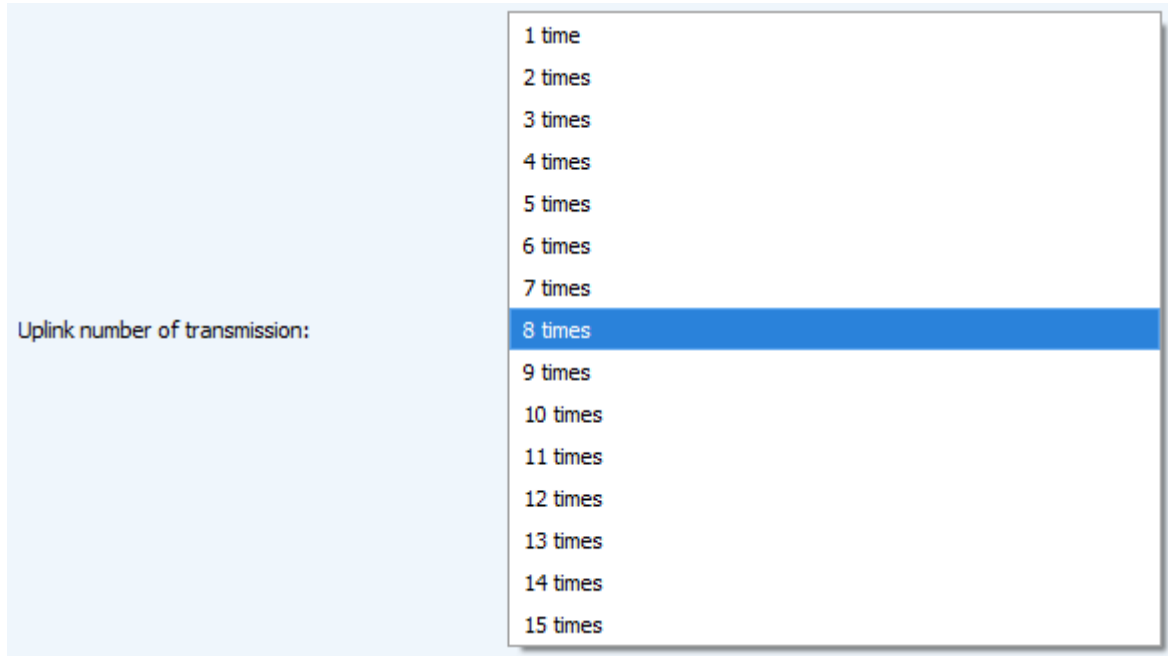 1 time
2 times
3 times
4 times
5 times
6 times
7 times
Uplink number of transmission: 8 times
9 times
10 times
11 times
12 times
13 times
14 times
15 times